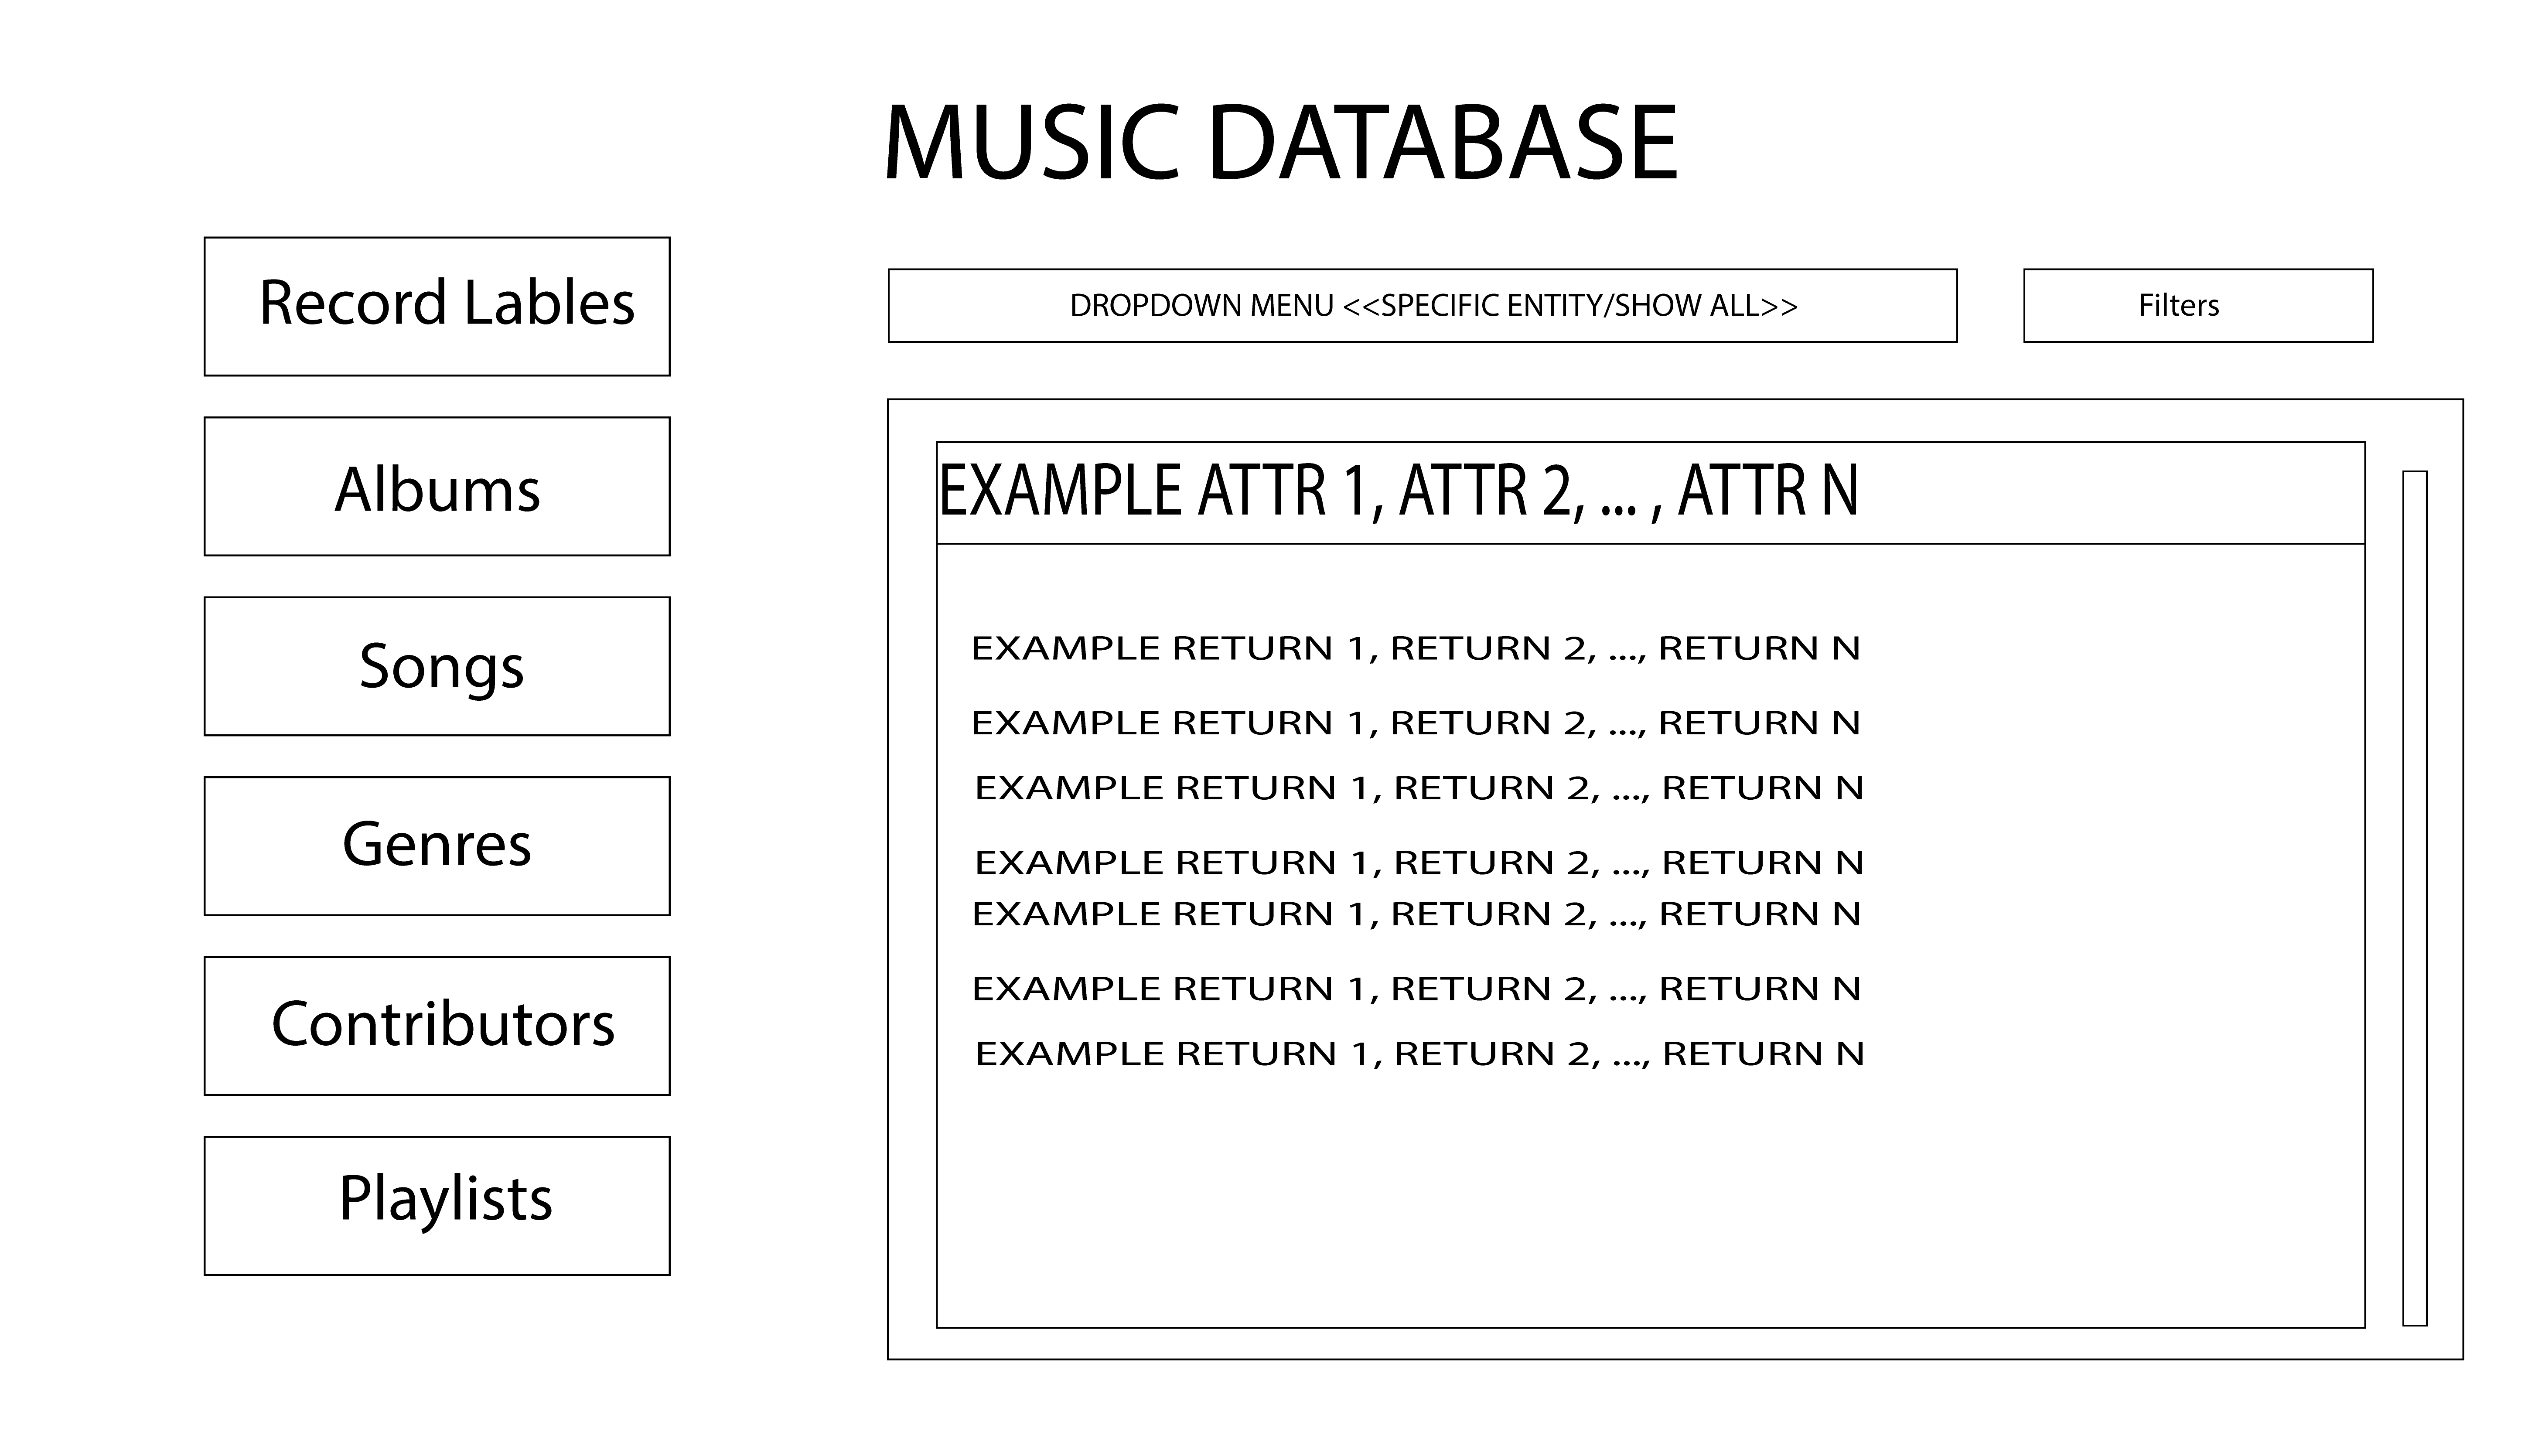 MUSIC DATABASE
Record Lables
Albums
Songs
Genres
Contributors
Playlists
DROPDOWN MENU <<SPECIFIC ENTITY/SHOW ALL>>
Filters
EXAMPLE ATTR 1, ATTR 2, ... , ATTR N
EXAMPLE RETURN 1, RETURN 2, ..., RETURN N
EXAMPLE RETURN 1, RETURN 2, ..., RETURN N
EXAMPLE RETURN 1, RETURN 2, ..., RETURN N
EXAMPLE RETURN 1, RETURN 2, ..., RETURN N
EXAMPLE RETURN 1, RETURN 2, ..., RETURN N
EXAMPLE RETURN 1, RETURN 2, ..., RETURN N
EXAMPLE RETURN 1, RETURN 2, ..., RETURN N